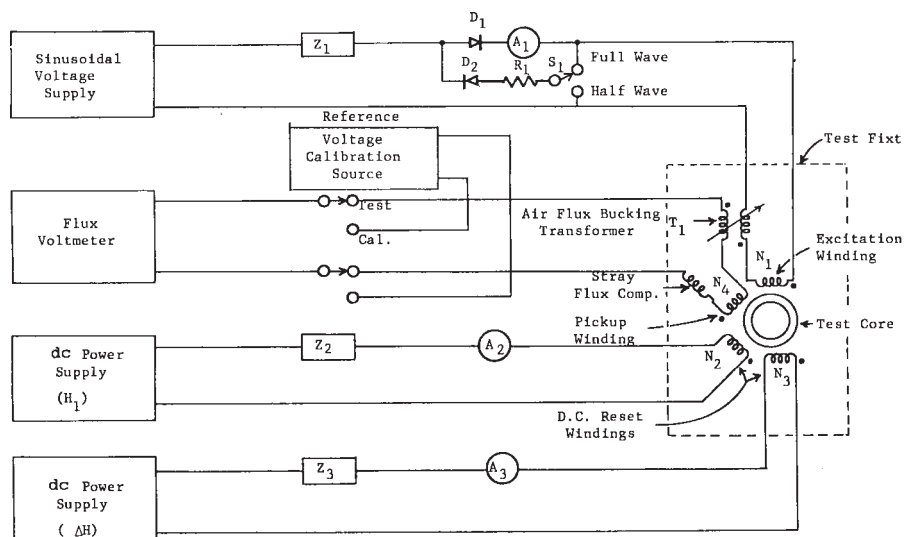 Sinusoidal
Voltage
Supply
Z1
D1
A1
D2
R1
S1
Full Wave
Half Wave
Reference
Voltage
Calibration
Source
Test Fixt
Flux
Voltmeter
Test
Cal.
Air Flux Bucking
Transformer
T1
N1
Excitation
Winding
Stray
Flux Comp.
N4
Pickup
Winding
Test Core
dc Power
Supply
(H1)
Z2
A2
N2
N3
D.C. Reset
Windings
dc Power
Supply
( ΔH)
Z3
A3